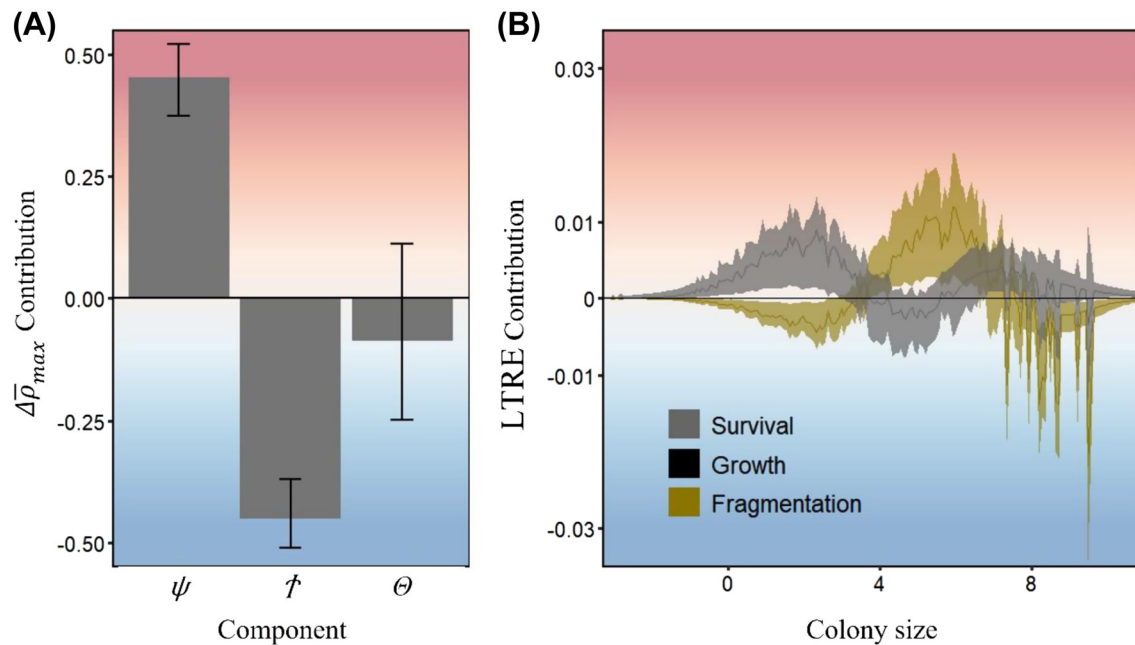 (A)
Δρ̄max Contribution
0.50
0.25
0.00
-0.25
-0.50
ψ
Ϯ
Θ
Component
(B)
LTRE Contribution
0.03
0.01
0
-0.01
-0.03
Survival
Growth
Fragmentation
0
4
8
Colony size